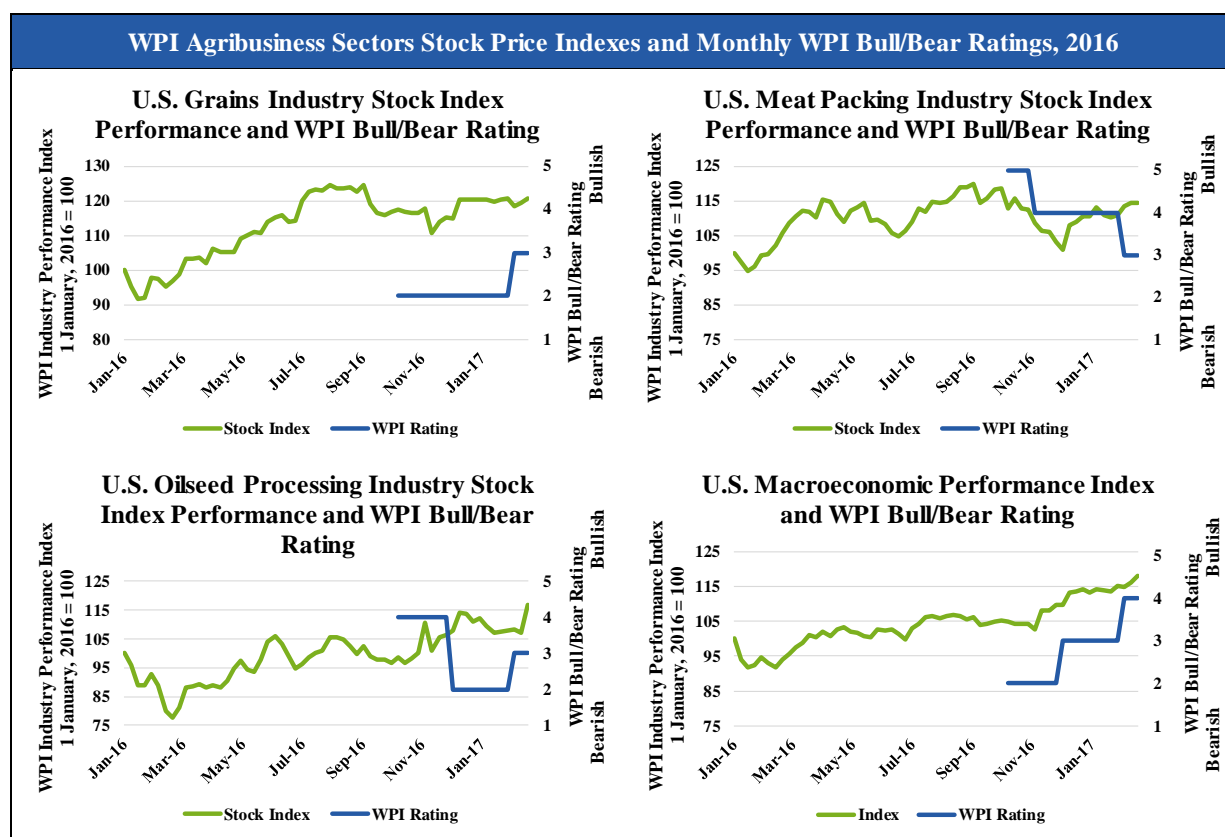 WPI Agribusiness Sectors Stock Price Indexes and Monthly WPI Bull/Bear Ratings, 2016
U.S. Grains Industry Stock Index
Performance and WPI Bull/Bear Rating
WPI Industry Performance Index
1 January, 2016 = 100
130
120
110
100
90
80
5
4
3
2
1
Bullish
WPI Bull/Bear Rating
Bearish
Jan-16
Mar-16
May-16
Jul-16
Sep-16
Nov-16
Jan-17
Stock Index
WPI Rating
U.S. Meat Packing Industry Stock Index
Performance and WPI Bull/Bear Rating
WPI Industry Performance Index
1 January, 2016 = 100
125
115
105
95
85
75
5
4
3
2
1
Bullish
WPI Bull/Bear Rating
Bearish
Jan-16
Mar-16
May-16
Jul-16
Sep-16
Nov-16
Jan-17
Stock Index
WPI Rating
U.S. Oilseed Processing Industry Stock
Index Performance and WPI Bull/Bear
Rating
WPI Industry Performance Index
1 January, 2016 = 100
125
115
105
95
85
75
5
4
3
2
1
Bullish
WPI Bull/Bear Rating
Bearish
Jan-16
Mar-16
May-16
Jul-16
Sep-16
Nov-16
Jan-17
Stock Index
WPI Rating
U.S. Macroeconomic Performance Index
and WPI Bull/Bear Rating
WPI Industry Performance Index
1 January, 2016 = 100
125
115
105
95
85
75
5
4
3
2
1
Bullish
WPI Bull/Bear Rating
Bearish
Jan-16
Mar-16
May-16
Jul-16
Sep-16
Nov-16
Jan-17
Index
WPI Rating